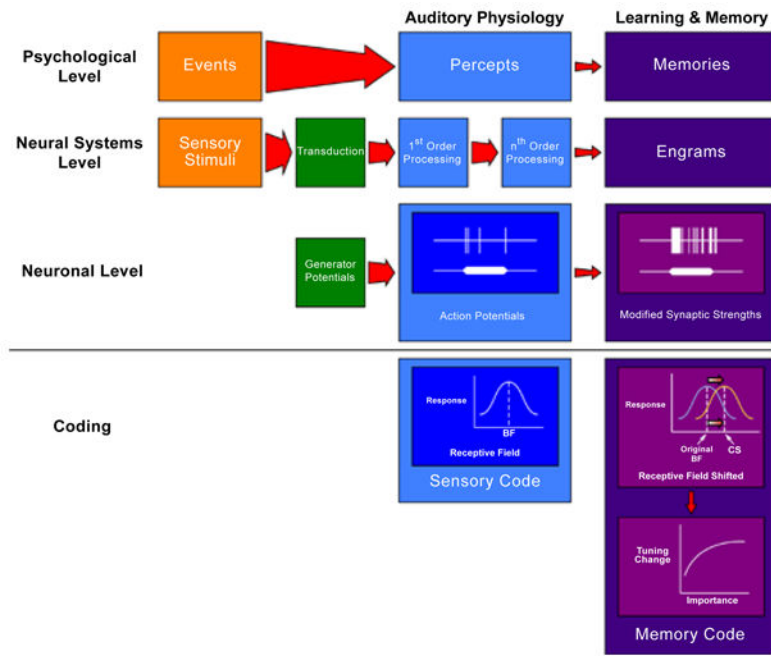 Auditory Physiology
Learning & Memory
Psychological
Level
Events
Percepts
Memories
Neural Systems
Level
Sensory
Stimuli
Transduction
1st Order
Processing
nth Order
Processing
Engrams
Neuronal Level
Generator
Potentials
Action Potentials
Modified Synaptic Strengths
Coding
Response
BF
Receptive Field
Sensory Code
Response
Original
BF
CS
Receptive Field Shifted
Tuning
Change
Importance
Memory Code